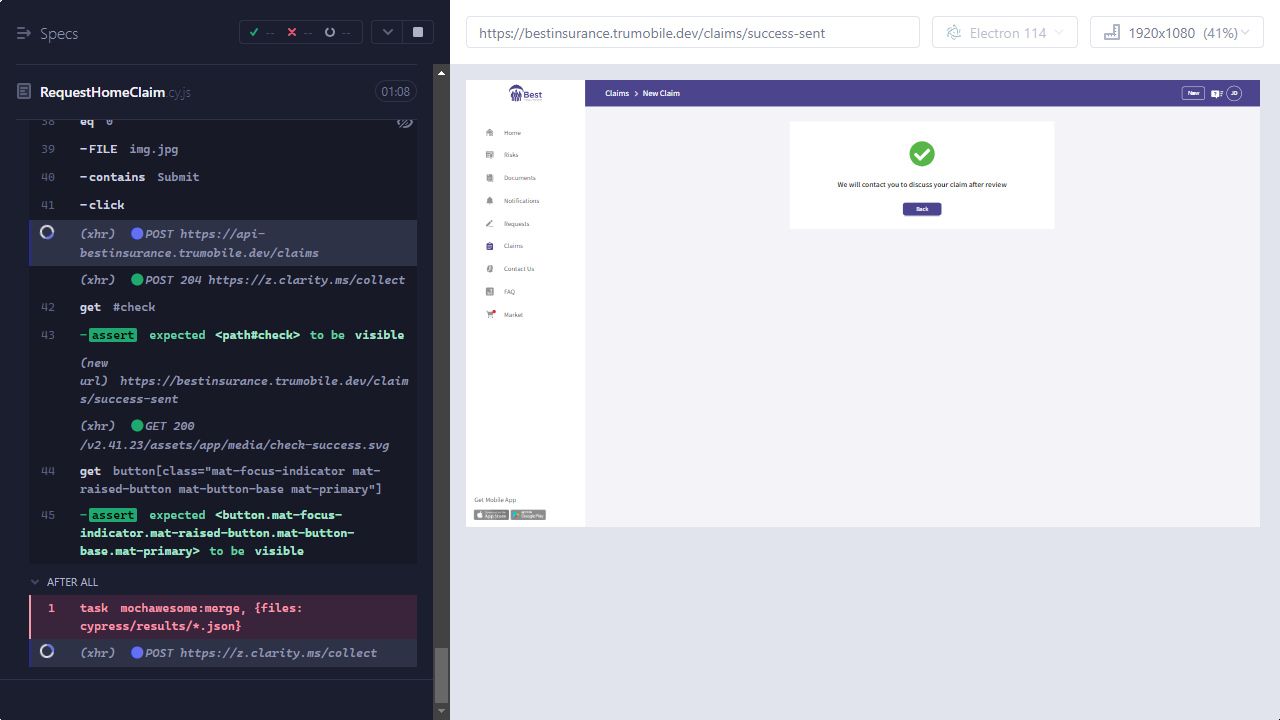 Specs
--
--
--
RequestHomeClaim cy.js
01:08
38 eq 0
39 -FILE img.jpg
40 -contains Submit
41 -click
(xhr) POST https://api-
bestinsurance.trumobile.dev/claims
(xhr) POST 204 https://z.clarity.ms/collect
42 get #check
43 -assert expected <path#check> to be visible
(new
url) https://bestinsurance.trumobile.dev/claim
s/success-sent
(xhr) GET 200
/v2.41.23/assets/app/media/check-success.svg
44 get button[class="mat-focus-indicator mat-
raised-button mat-button-base mat-primary"]
45 -assert expected <button.mat-focus-
indicator.mat-raised-button.mat-button-
base.mat-primary> to be visible
AFTER ALL
1 task mochawesome:merge, {files:
cypress/results/*.json}
(xhr) POST https://z.clarity.ms/collect
https://bestinsurance.trumobile.dev/claims/success-sent
Electron 114
1920x1080 (41%)
Best
Claims > New Claim
New
JD
Home
Risks
Documents
Notifications
Requests
Claims
Contact Us
FAQ
Market
We will contact you to discuss your claim after review
Back
Get Mobile App
App Store
Google Play